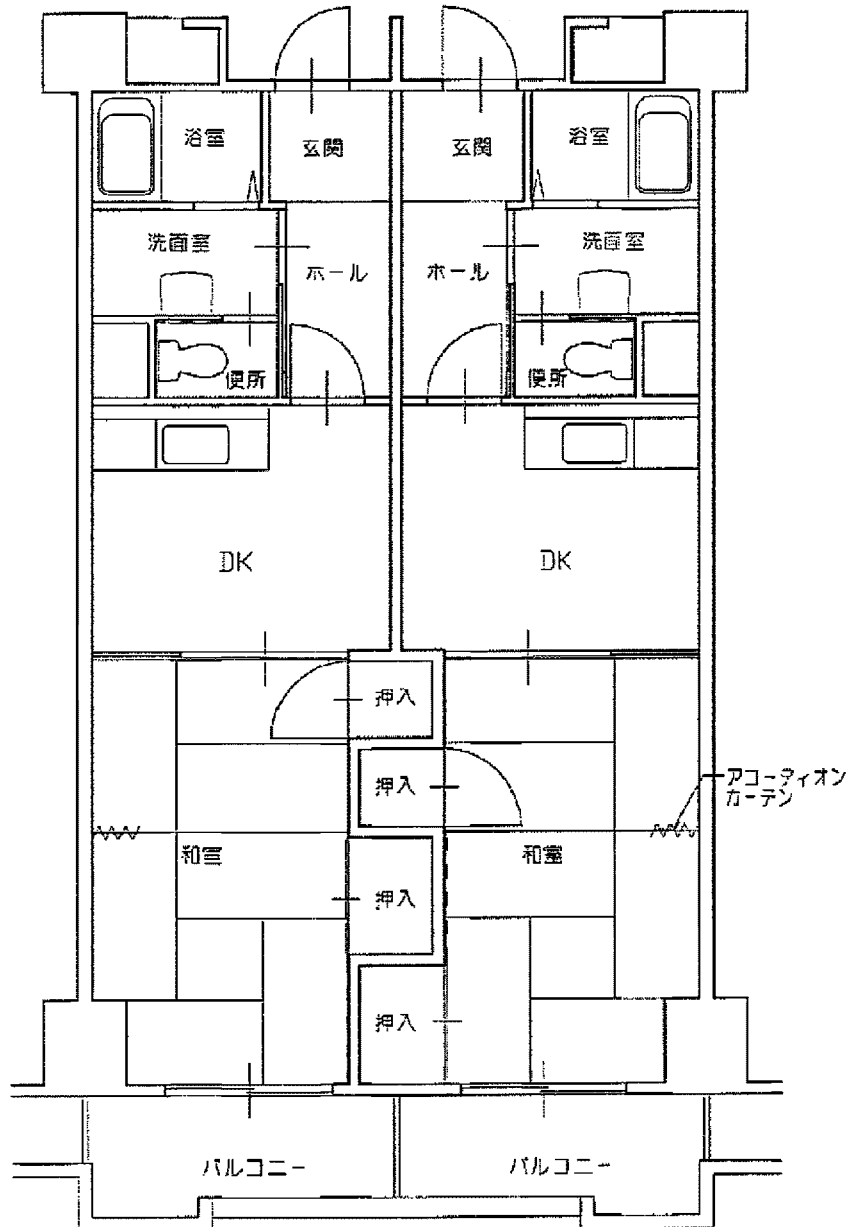 浴室
玄関
玄関
浴室
洗面室
ホール
ホール
洗面室
便所
便所
DK
DK
押入
押入
アコーディオン
カーテン
和室
和室
押入
押入
バルコニー
バルコニー